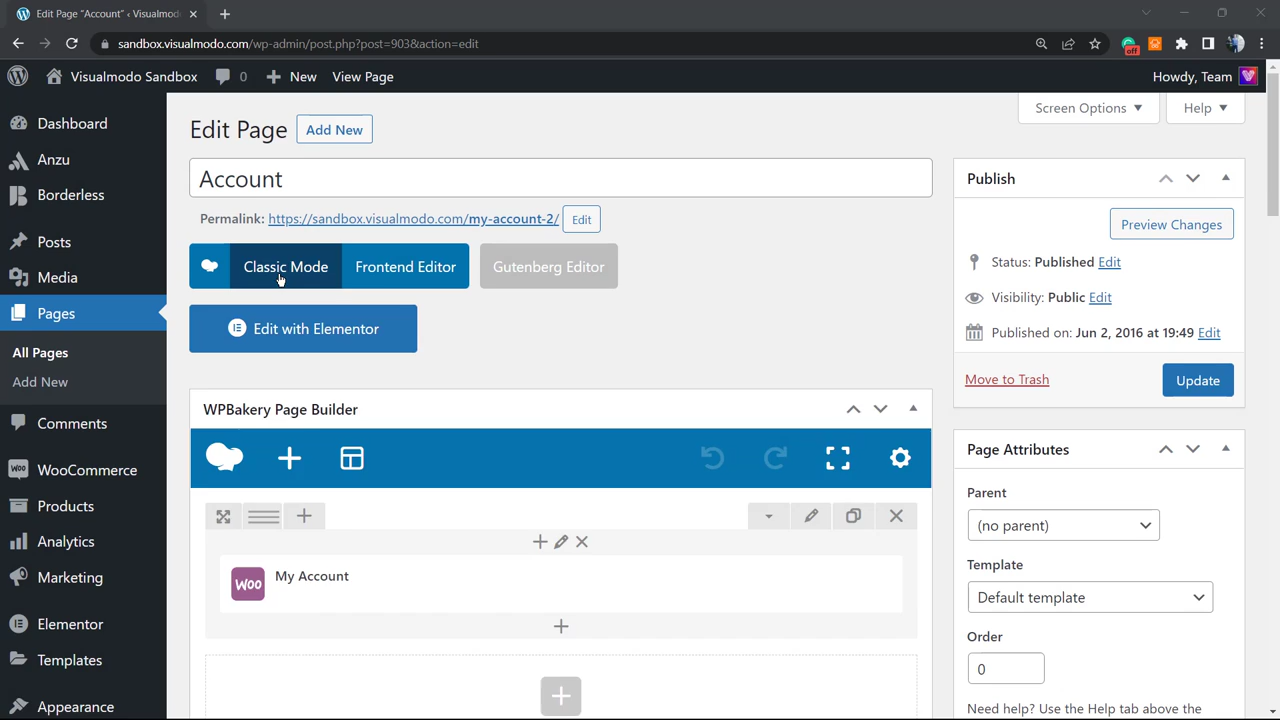 Edit Page “Account” ‹ Visualmod
sandbox.visualmodo.com/wp-admin/post.php?post=903&action=edit
off
Visualmodo Sandbox 0 New View Page Howdy, Team
Screen Options Help
Dashboard
Anzu
Borderless
Posts
Media
Pages
All Pages
Add New
Comments
WooCommerce
Products
Analytics
Marketing
Elementor
Templates
Appearance
Edit Page Add New
Account
Permalink: https://sandbox.visualmodo.com/my-account-2/ Edit
Classic Mode Frontend Editor Gutenberg Editor
Edit with Elementor
WPBakery Page Builder
Woo My Account
Publish
Preview Changes
Status: Published Edit
Visibility: Public Edit
Published on: Jun 2, 2016 at 19:49 Edit
Move to Trash Update
Page Attributes
Parent
(no parent)
Template
Default template
Order
0
Need help? Use the Help tab above the